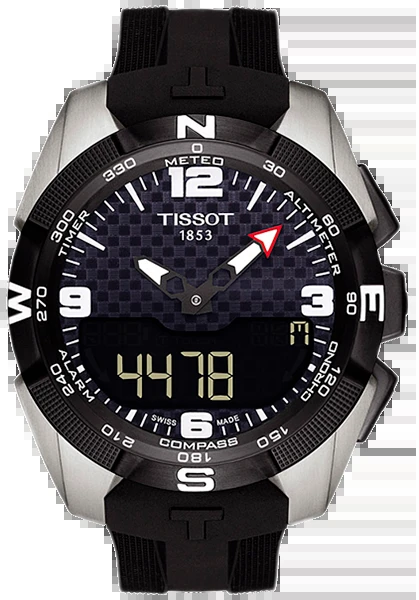 N
0
METEO
30
ALTIMETER
60
90
E
CHRONO
120
150
COMPASS
180
S
210
240
ALARM
270
W
TIMER
300
330
12
TISSOT
1853
9
3
M
4478
SWISS 6 MADE
T
T